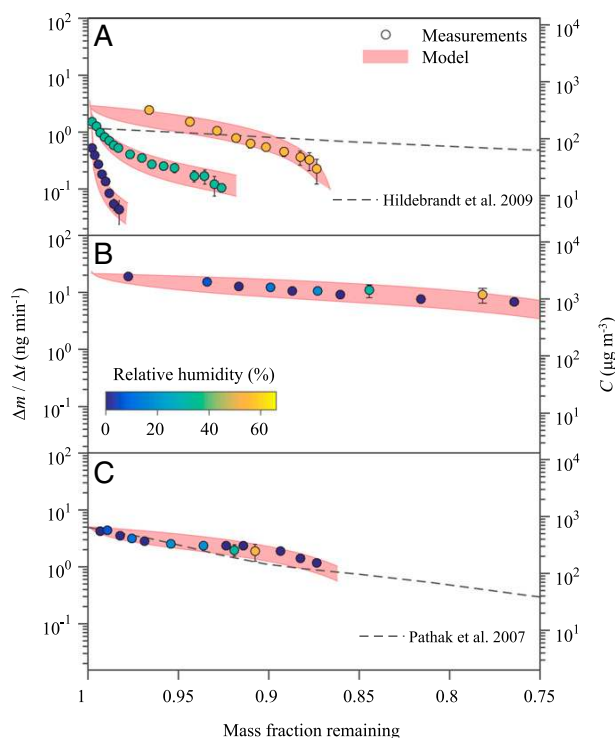 A
Measurements
Model
Hildebrandt et al. 2009
10² 10¹ 10⁰ 10⁻¹
10⁴ 10³ 10² 10¹
B
Relative humidity (%)
0 20 40 60
10² 10¹ 10⁰ 10⁻¹
10⁴ 10³ 10² 10¹
Δm / Δt (ng min⁻¹)
C (μg m⁻³)
C
Pathak et al. 2007
10² 10¹ 10⁰ 10⁻¹
10⁴ 10³ 10² 10¹
1 0.95 0.9 0.85 0.8 0.75
Mass fraction remaining